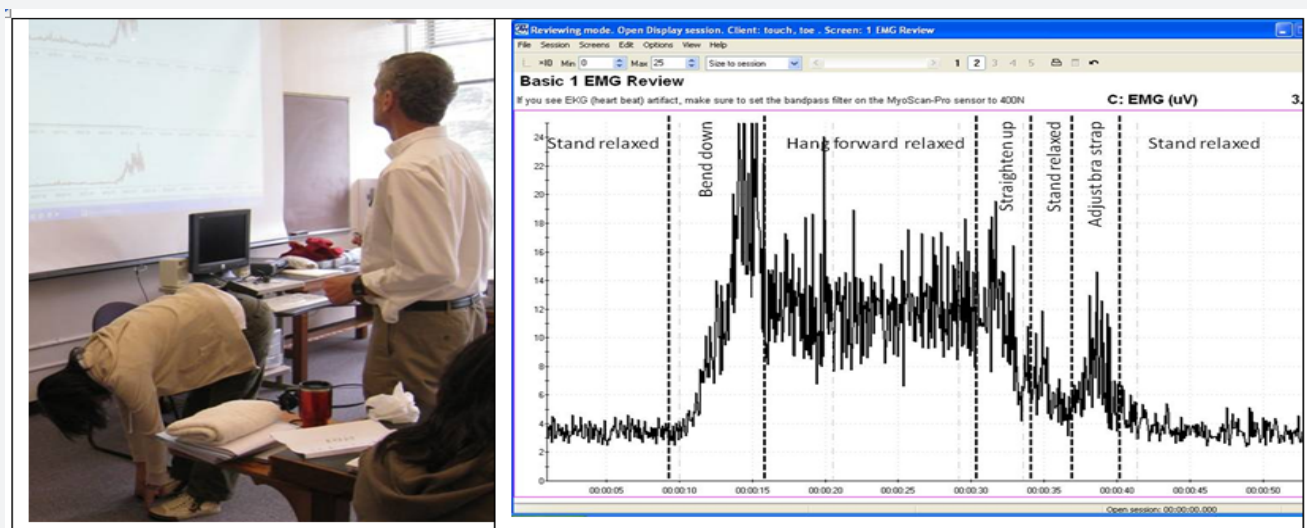 Reviewing mode. Open Display session. Client: touch, toe . Screen: 1 EMG Review
File Session Screens Edit Options View Help
Min 0 Max 25 Size to session 1 2 3 4 5
Basic 1 EMG Review
If you see EKG (heart beat) artifact, make sure to set the bandpass filter on the MyoScan-Pro sensor to 400N
C: EMG (uV)
3.
Stand relaxed
Bend down
Hang forward relaxed
Straighten up
Stand relaxed
Adjust bra strap
Stand relaxed
24
22
20
18
16
14
12
10
8
6
4
2
0
00:00:05 00:00:10 00:00:15 00:00:20 00:00:25 00:00:30 00:00:35 00:00:40 00:00:45 00:00:50
Open session: 00:00:00.000